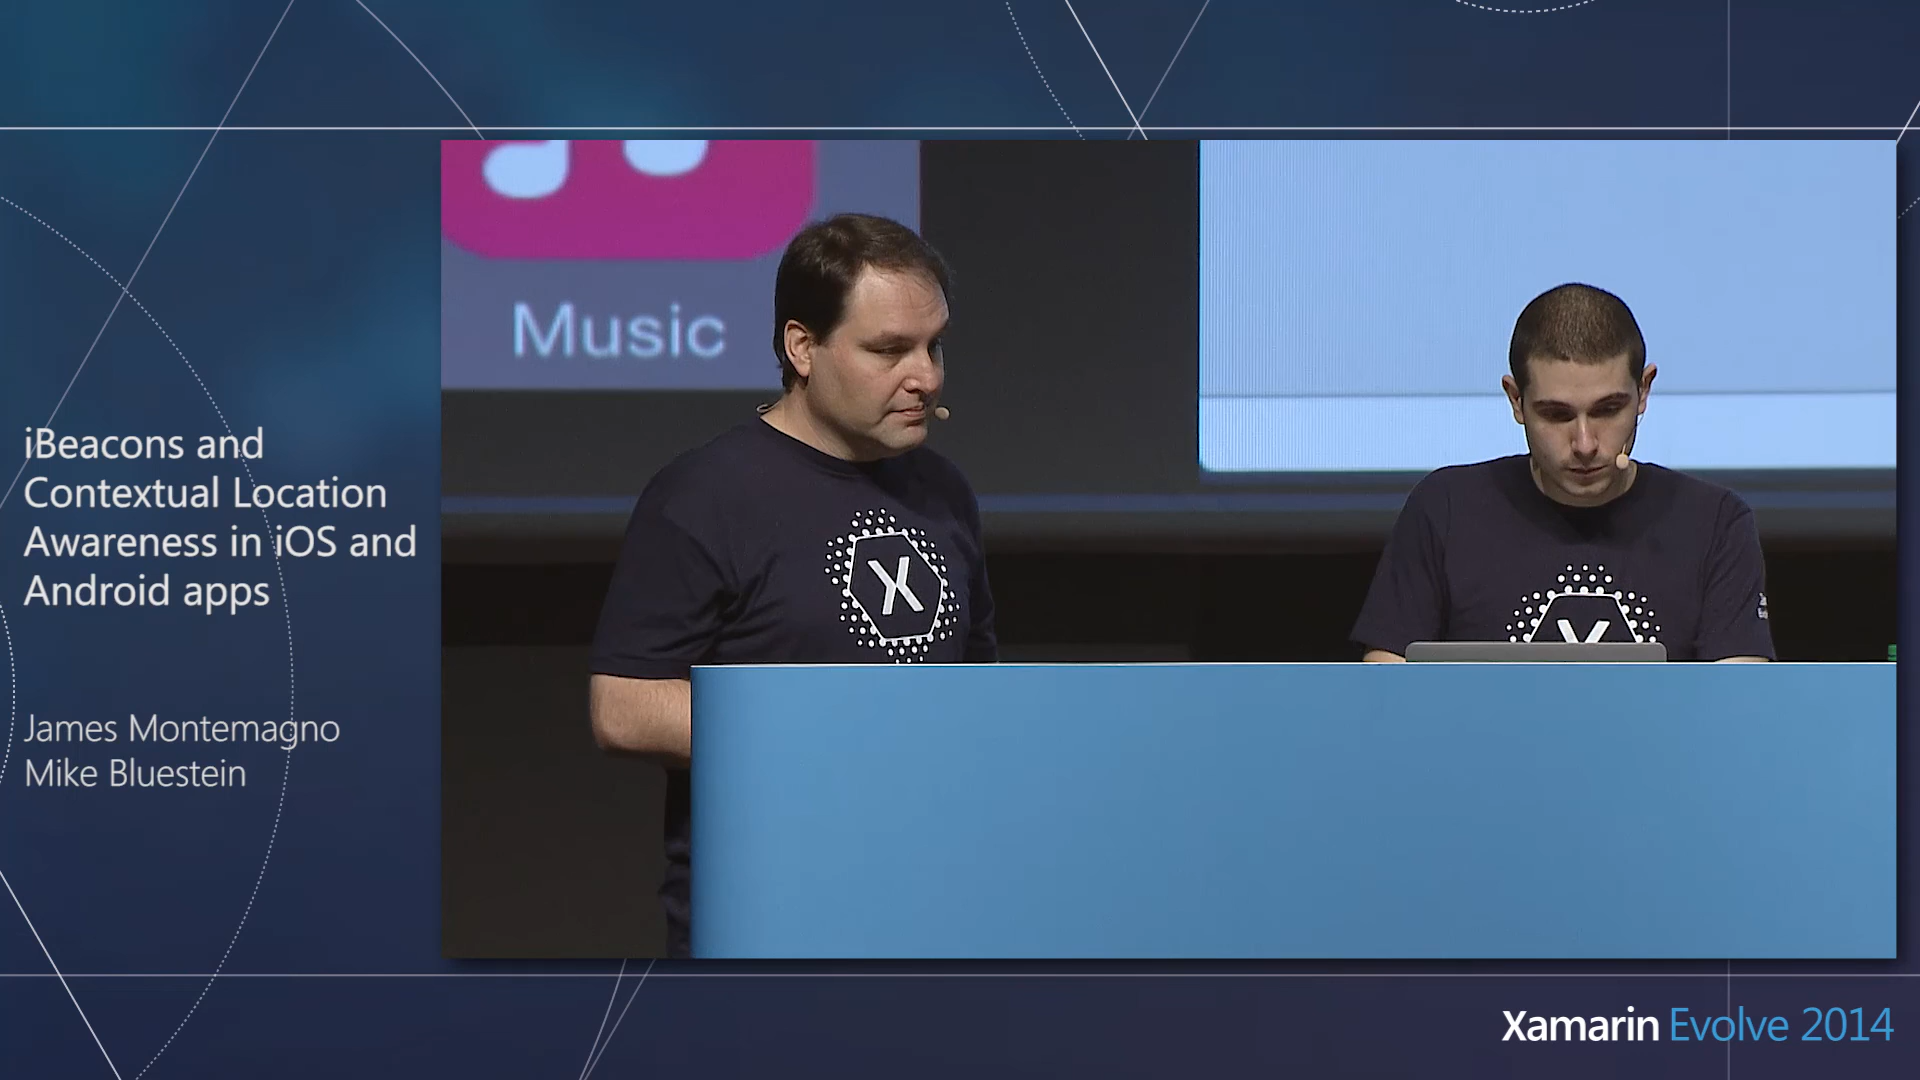 iBeacons and
Contextual Location
Awareness in iOS and
Android apps
James Montemagno
Mike Bluestein
Music
X
X
Xamarin Evolve 2014